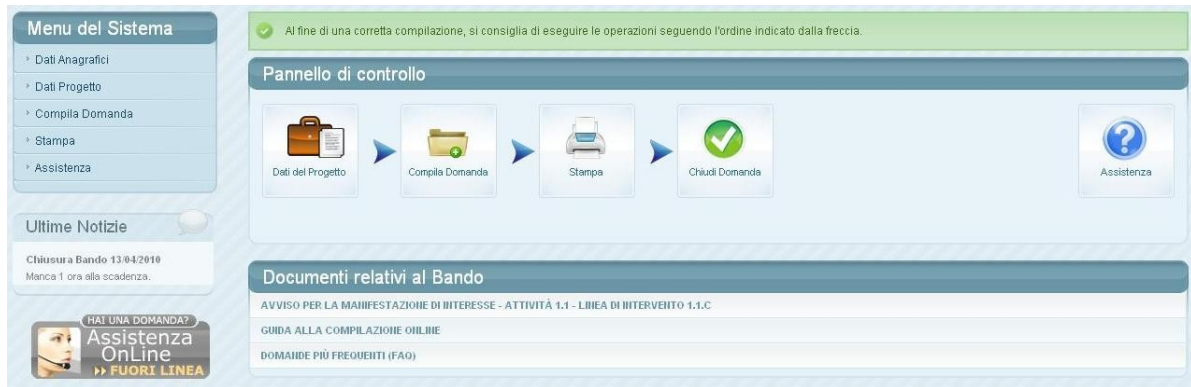 Menu del Sistema
Dati Anagrafici
Dati Progetto
Compila Domanda
Stampa
Assistenza
Ultime Notizie
Chiusura Bando 13/04/2010
Manca 1 ora alla scadenza.
HAI UNA DOMANDA?
Assistenza
OnLine
FUORI LINEA
Al fine di una corretta compilazione, si consiglia di eseguire le operazioni seguendo l'ordine indicato dalla freccia.
Pannello di controllo
Dati del Progetto
Compila Domanda
Stampa
Chiudi Domanda
Assistenza
Documenti relativi al Bando
AVVISO PER LA MANIFESTAZIONE DI INTERESSE - ATTIVITÀ 1.1 - LINEA DI INTERVENTO 1.1.C
GUIDA ALLA COMPILAZIONE ONLINE
DOMANDE PIÙ FREQUENTI (FAQ)